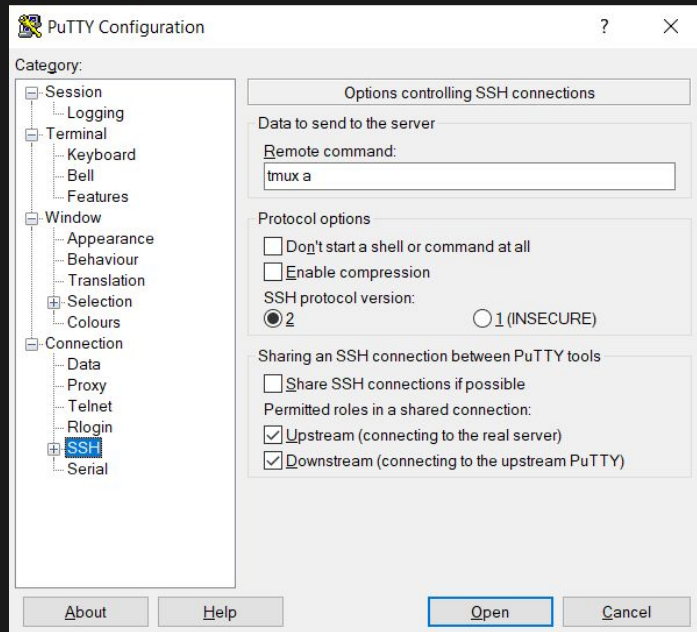 PuTTY Configuration
?
Category:
Session
Logging
Terminal
Keyboard
Bell
Features
Window
Appearance
Behaviour
Translation
Selection
Colours
Connection
Data
Proxy
Telnet
Rlogin
SSH
Serial
Options controlling SSH connections
Data to send to the server
Remote command:
tmux a
Protocol options
Don't start a shell or command at all
Enable compression
SSH protocol version:
2 1 (INSECURE)
Sharing an SSH connection between PuTTY tools
Share SSH connections if possible
Permitted roles in a shared connection:
Upstream (connecting to the real server)
Downstream (connecting to the upstream PuTTY)
About Help Open Cancel